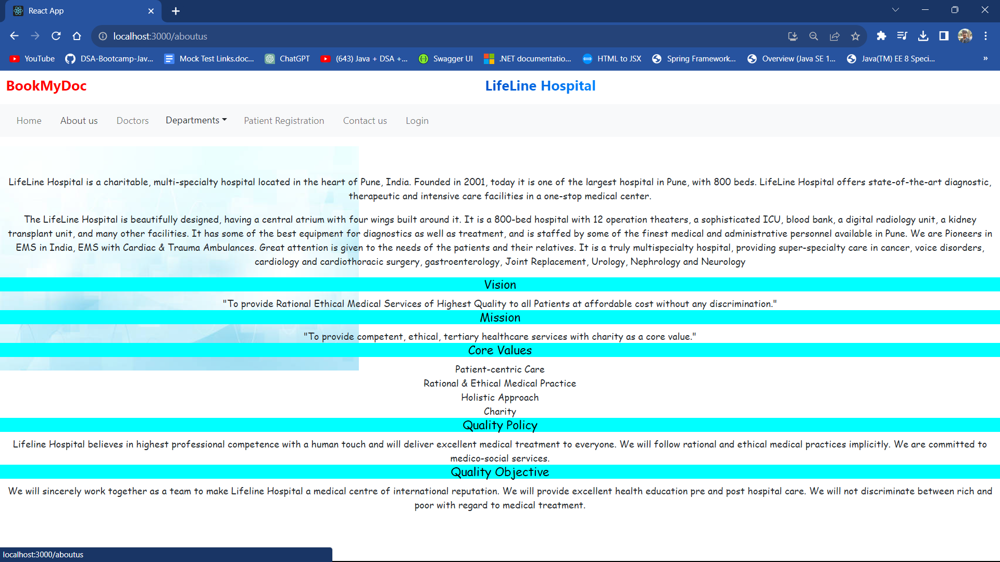 React App
localhost:3000/aboutus
YouTube DSA-Bootcamp-Jav... Mock Test Links.doc... ChatGPT (643) Java + DSA +... Swagger UI .NET documentatio... HTML to JSX Spring Framework... Overview (Java SE 1... Java(TM) EE 8 Speci... »
BookMyDoc LifeLine Hospital
Home About us Doctors Departments Patient Registration Contact us Login
LifeLine Hospital is a charitable, multi-specialty hospital located in the heart of Pune, India. Founded in 2001, today it is one of the largest hospital in Pune, with 800 beds. LifeLine Hospital offers state-of-the-art diagnostic,
therapeutic and intensive care facilities in a one-stop medical center.
The LifeLine Hospital is beautifully designed, having a central atrium with four wings built around it. It is a 800-bed hospital with 12 operation theaters, a sophisticated ICU, blood bank, a digital radiology unit, a kidney
transplant unit, and many other facilities. It has some of the best equipment for diagnostics as well as treatment, and is staffed by some of the finest medical and administrative personnel available in Pune. We are Pioneers in
EMS in India, EMS with Cardiac & Trauma Ambulances. Great attention is given to the needs of the patients and their relatives. It is a truly multispecialty hospital, providing super-specialty care in cancer, voice disorders,
cardiology and cardiothoracic surgery, gastroenterology, Joint Replacement, Urology, Nephrology and Neurology
Vision
"To provide Rational Ethical Medical Services of Highest Quality to all Patients at affordable cost without any discrimination."
Mission
"To provide competent, ethical, tertiary healthcare services with charity as a core value."
Core Values
Patient-centric Care
Rational & Ethical Medical Practice
Holistic Approach
Charity
Quality Policy
Lifeline Hospital believes in highest professional competence with a human touch and will deliver excellent medical treatment to everyone. We will follow rational and ethical medical practices implicitly. We are committed to
medico-social services.
Quality Objective
We will sincerely work together as a team to make Lifeline Hospital a medical centre of international reputation. We will provide excellent health education pre and post hospital care. We will not discriminate between rich and
poor with regard to medical treatment.
localhost:3000/aboutus